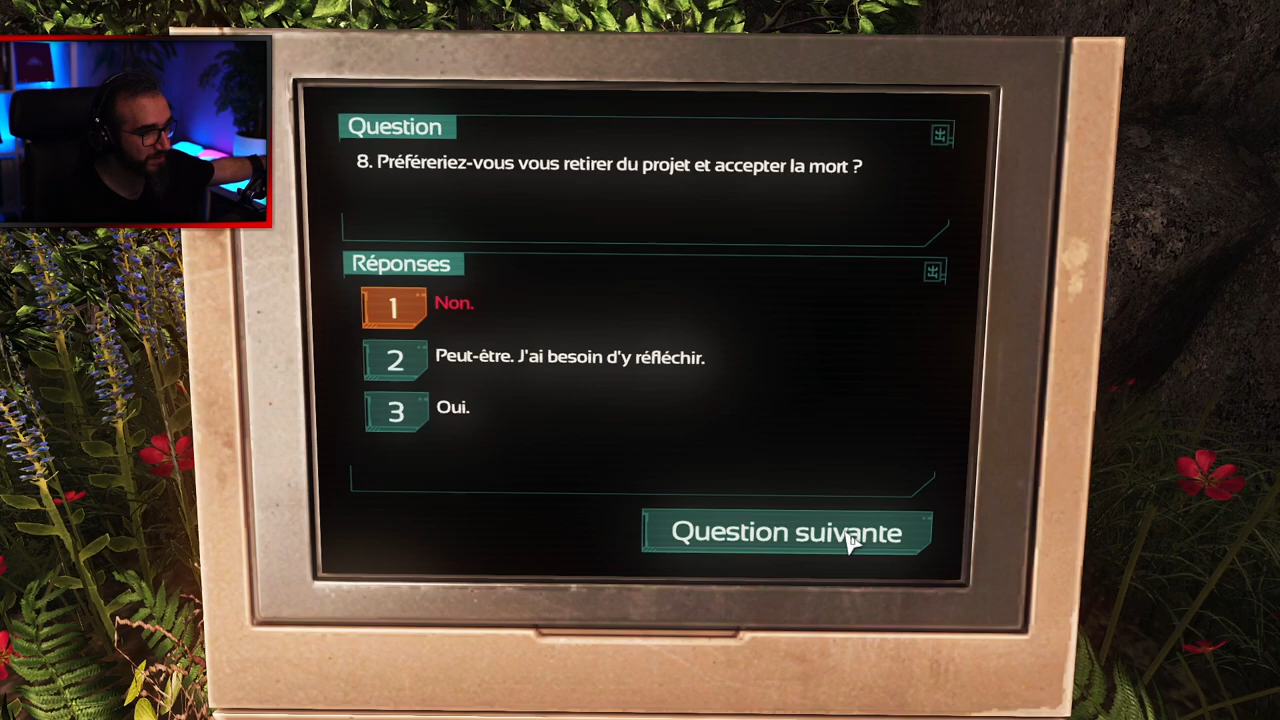 Question
8. Préféreriez-vous vous retirer du projet et accepter la mort ?
Réponses
1 Non.
2 Peut-être. J'ai besoin d'y réfléchir.
3 Oui.
Question suivante